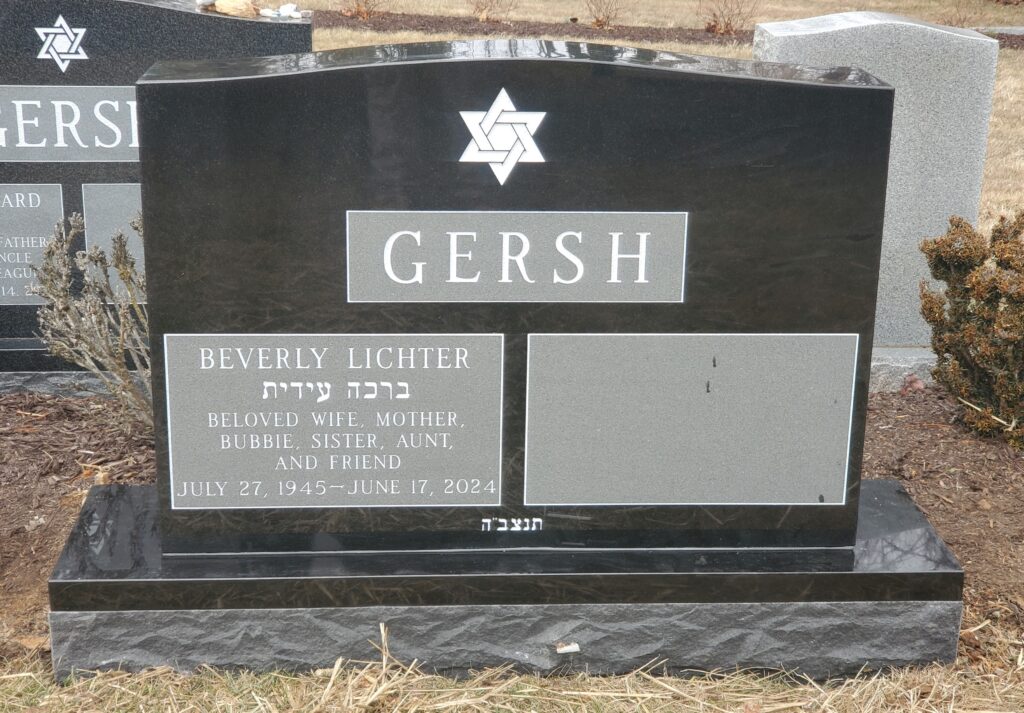 GERSH
BEVERLY LICHTER
ברכה עידית
BELOVED WIFE, MOTHER,
BUBBIE, SISTER, AUNT,
AND FRIEND
JULY 27, 1945–JUNE 17, 2024
תנצב"ה